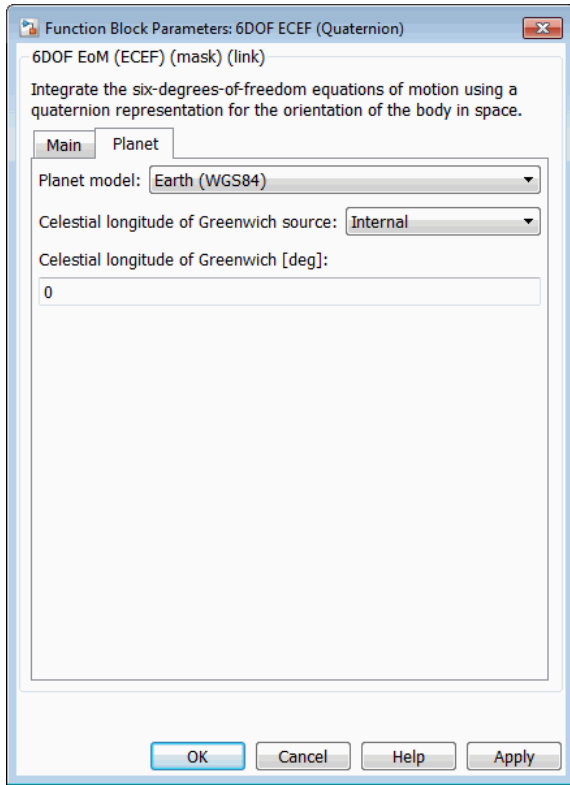 Function Block Parameters: 6DOF ECEF (Quaternion)
6DOF EoM (ECEF) (mask) (link)
Integrate the six-degrees-of-freedom equations of motion using a
quaternion representation for the orientation of the body in space.
Main Planet
Planet model: Earth (WGS84)
Celestial longitude of Greenwich source: Internal
Celestial longitude of Greenwich [deg]:
0
OK Cancel Help Apply